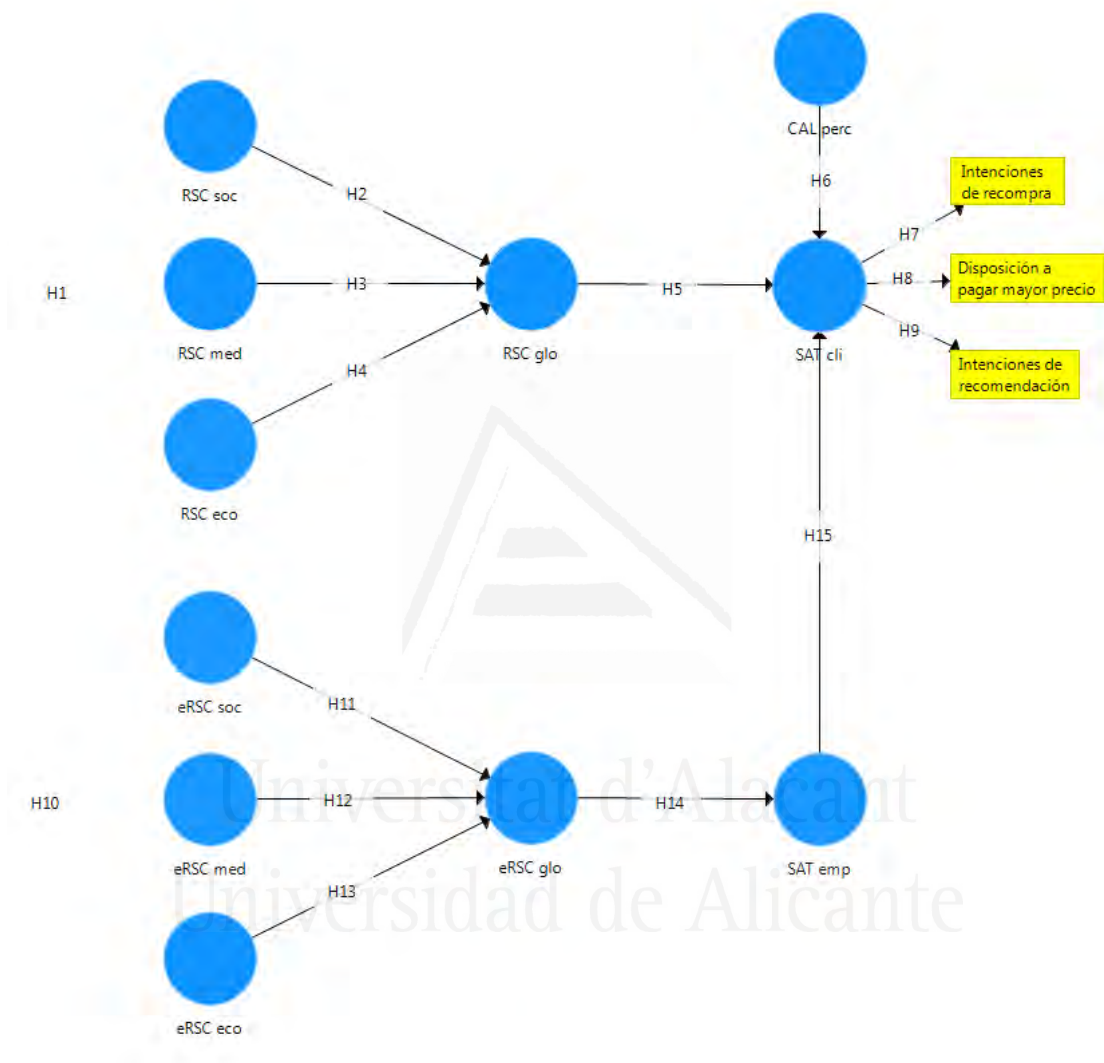 CAL perc
H6
RSC soc
H2
Intenciones
de recompra
H7
H1
RSC med
H3
RSC glo
H5
SAT cli
H8
Disposición a
pagar mayor precio
H9
Intenciones de
recomendación
H4
RSC eco
H15
eRSC soc
H11
H10
eRSC med
H12
eRSC glo
H14
SAT emp
H13
eRSC eco
Universitat d'Alacant
Universidad de Alicante